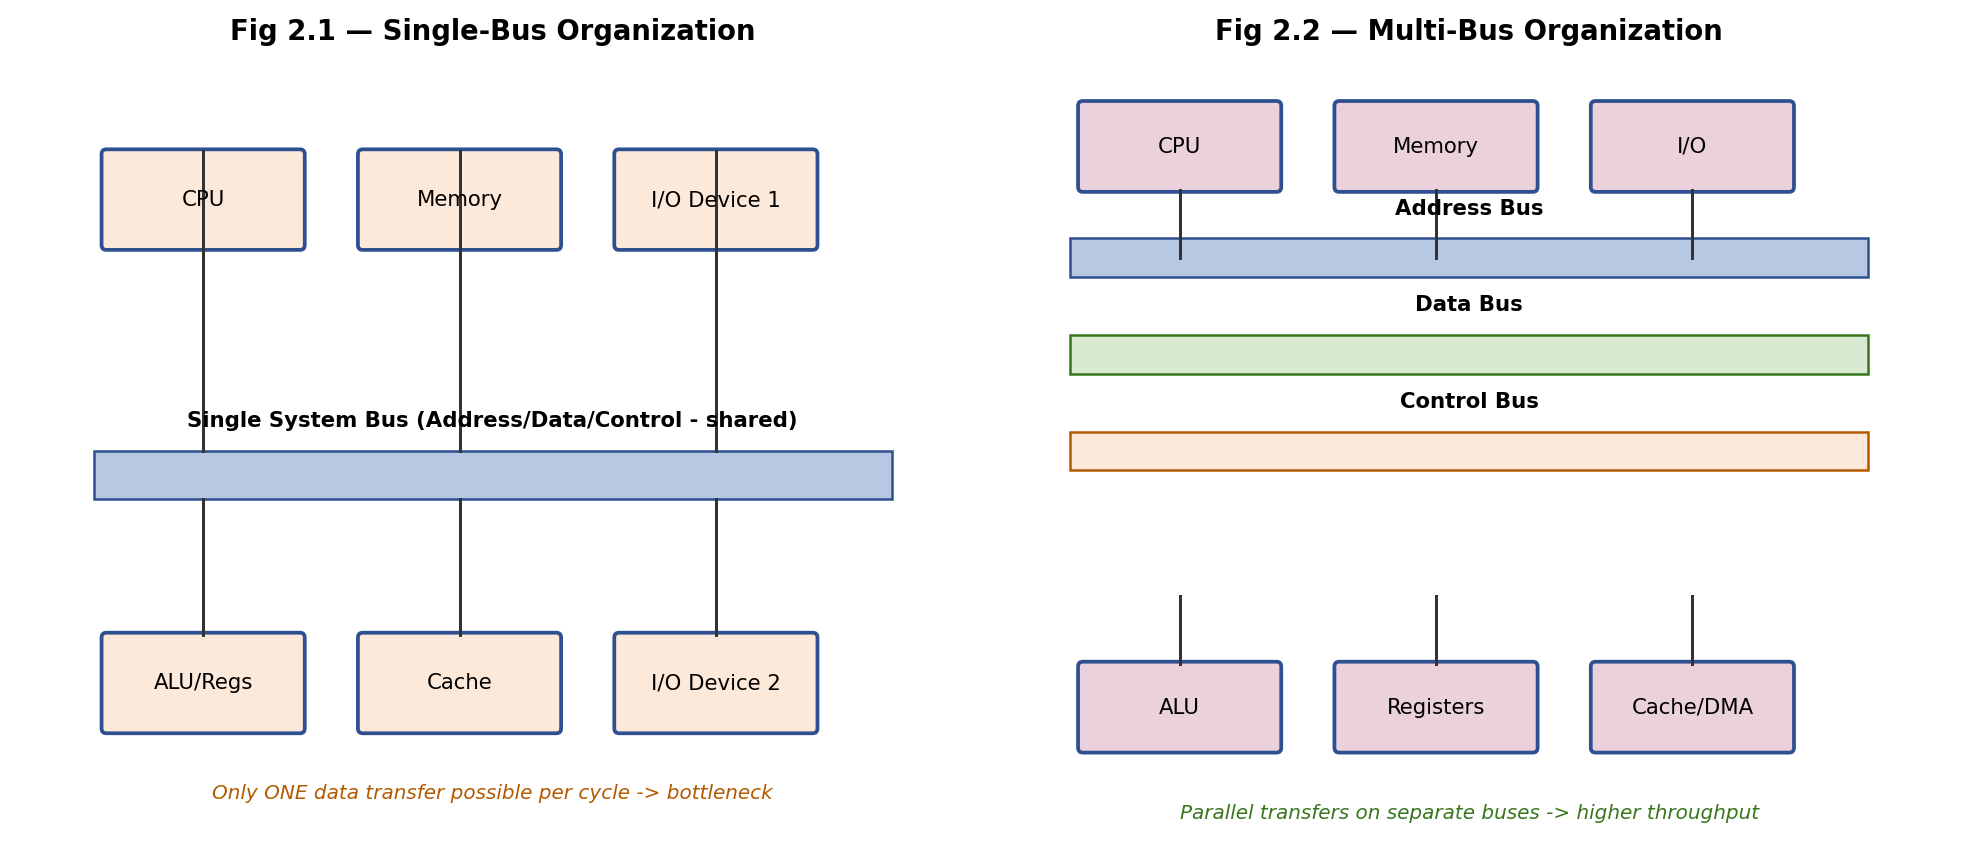 Fig 2.1 — Single-Bus Organization
CPU
Memory
I/O Device 1
Single System Bus (Address/Data/Control - shared)
ALU/Regs
Cache
I/O Device 2
Only ONE data transfer possible per cycle -> bottleneck
Fig 2.2 — Multi-Bus Organization
CPU
Memory
I/O
Address Bus
Data Bus
Control Bus
ALU
Registers
Cache/DMA
Parallel transfers on separate buses -> higher throughput